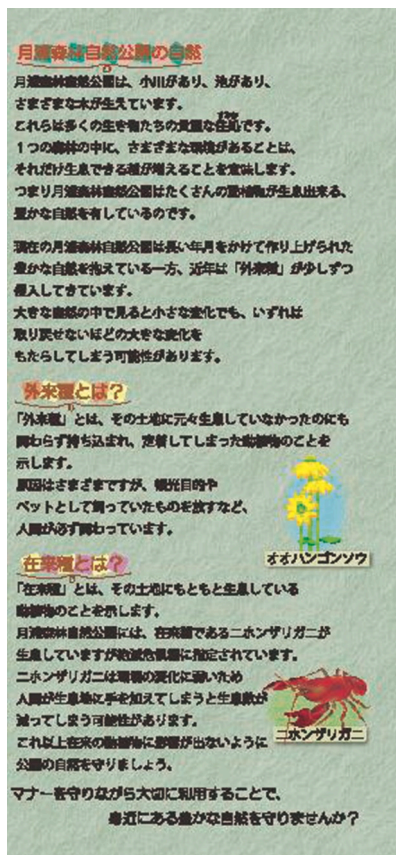 月浦森林自然公園の自然
月浦森林自然公園は、小川があり、池があり、
さまざまな木が生えています。
これらは多くの生き物たちの貴重な住処です。
１つの森林の中に、さまざまな環境があることは、
それだけ生息できる種が増えることを意味します。
つまり月浦森林自然公園はたくさんの動植物が生息出来る、
豊かな自然を有しているのです。
現在の月浦森林自然公園は長い年月をかけて作り上げられた
豊かな自然を抱えている一方、近年は「外来種」が少しずつ
侵入してきています。
大きな自然の中で見ると小さな変化でも、いずれは
取り戻せないほどの大きな変化を
もたらしてしまう可能性があります。
外来種とは？
「外来種」とは、その土地に元々生息していなかったのにも
関わらず持ち込まれ、定着してしまった動植物のことを
示します。
原因はさまざまですが、観光目的や
ペットとして飼っていたものを放すなど、
人間が必ず関わっています。
オオハンゴンソウ
在来種とは？
「在来種」とは、その土地にもともと生息している
動植物のことを示します。
月浦森林自然公園には、在来種であるニホンザリガニが
生息していますが絶滅危惧種に指定されています。
ニホンザリガニは環境の変化に弱いため
人間が生息地に手を加えてしまうと生息数が
減ってしまう可能性があります。
これ以上在来の動植物に影響が出ないように
公園の自然を守りましょう。
ニホンザリガニ
マナーを守りながら大切に利用することで、
身近にある豊かな自然を守りませんか？